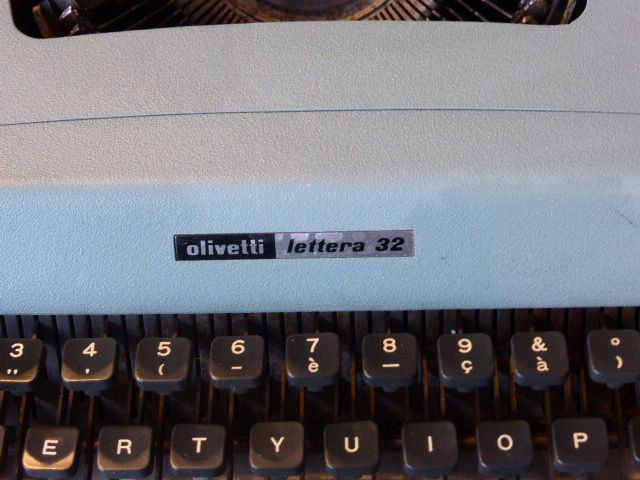 olivetti lettera 32
3 4 5 6 7 8 9 & °
" ' ( - è _ ç à )
E R T Y U I O P